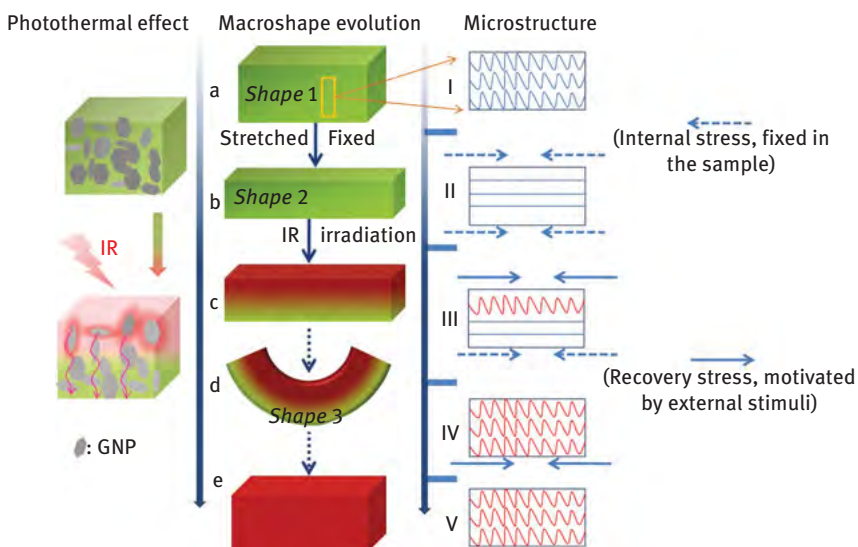 Photothermal effect
Macroshape evolution
Microstructure
a
Shape 1
I
Stretched Fixed
(Internal stress, fixed in
the sample)
b
Shape 2
II
IR
IR irradiation
c
III
d
Shape 3
(Recovery stress, motivated
by external stimuli)
IV
: GNP
e
V